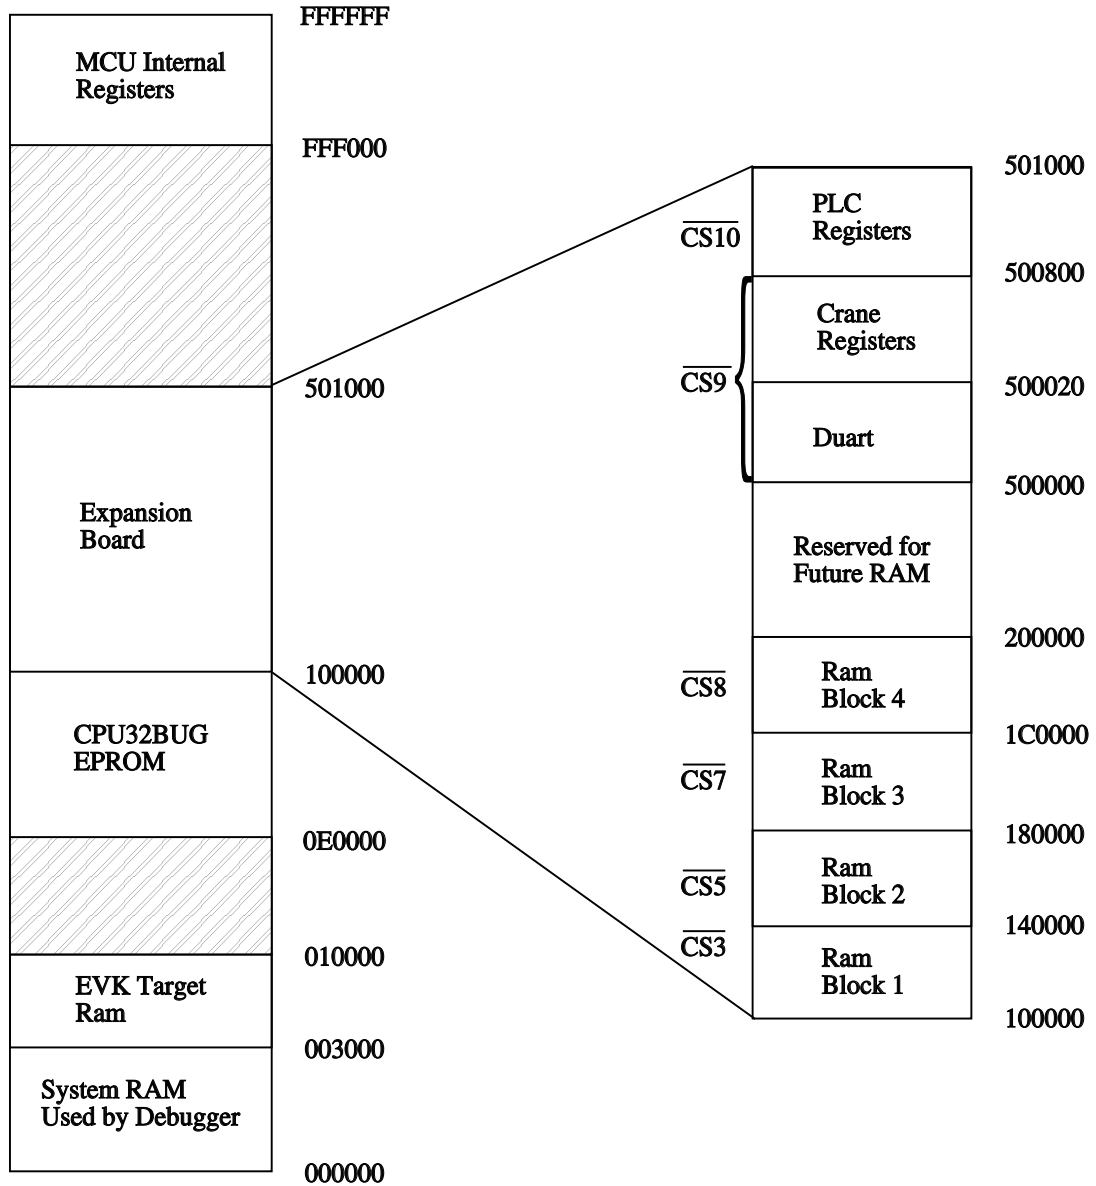 FFFFFF
MCU Internal
Registers
FFF000
501000
Expansion
Board
100000
CPU32BUG
EPROM
0E0000
010000
EVK Target
Ram
003000
System RAM
Used by Debugger
000000
501000
PLC
Registers
CS10
500800
Crane
Registers
CS9
500020
Duart
500000
Reserved for
Future RAM
200000
CS8
Ram
Block 4
1C0000
CS7
Ram
Block 3
180000
CS5
Ram
Block 2
140000
CS3
Ram
Block 1
100000